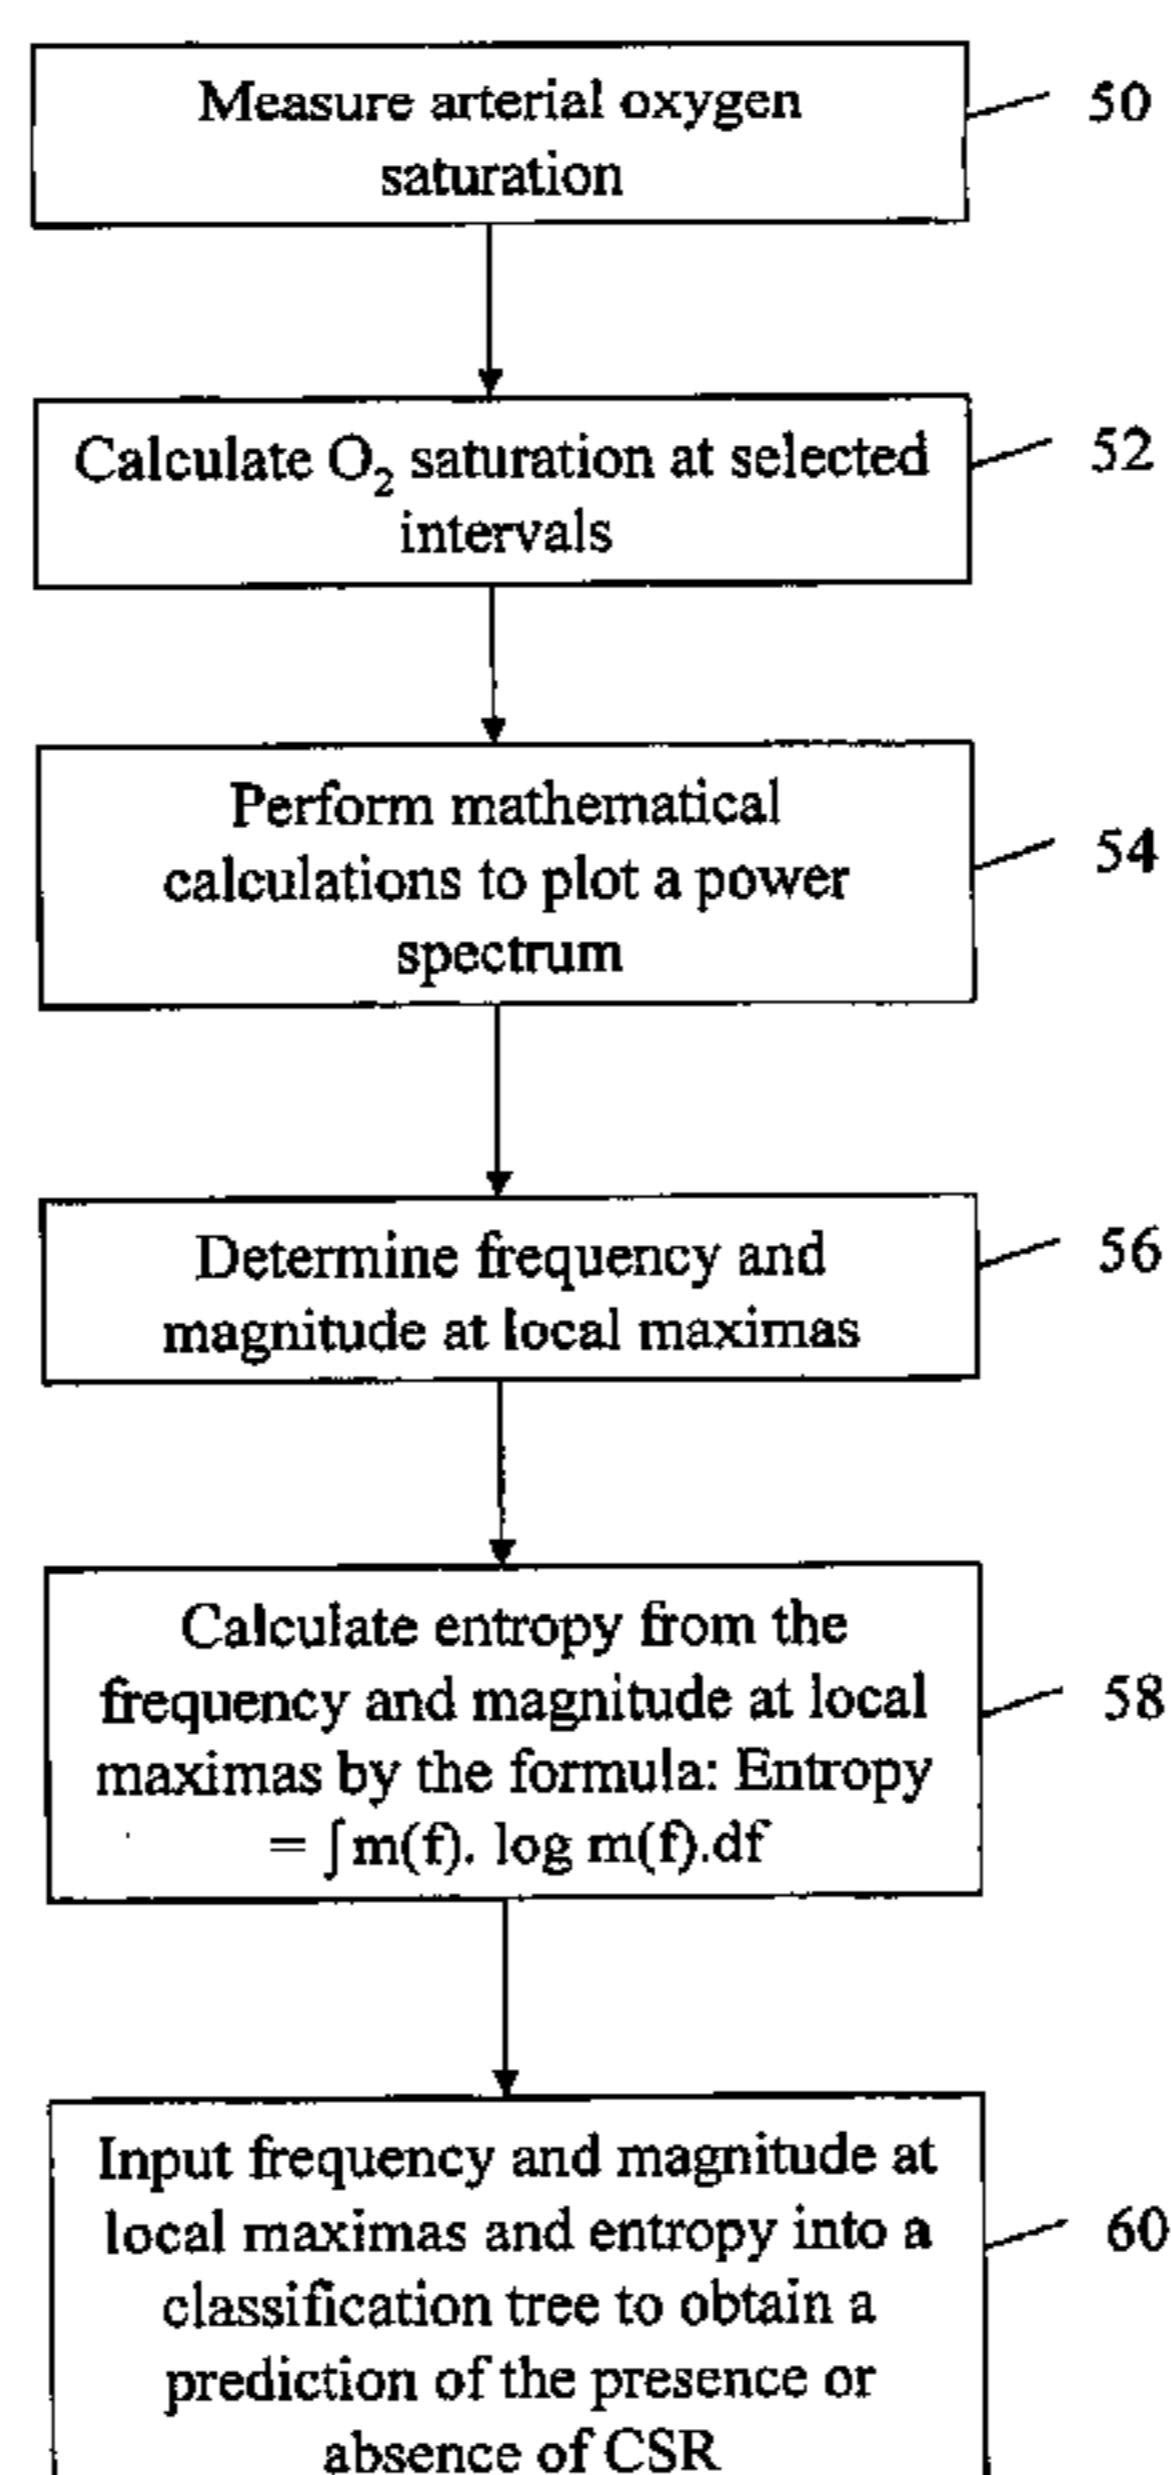 Measure arterial oxygen
saturation
50
Calculate O₂ saturation at selected
intervals
52
Perform mathematical
calculations to plot a power
spectrum
54
Determine frequency and
magnitude at local maximas
56
Calculate entropy from the
frequency and magnitude at local
maximas by the formula: Entropy
= ∫m(f). log m(f).df
58
Input frequency and magnitude at
local maximas and entropy into a
classification tree to obtain a
prediction of the presence or
absence of CSR
60